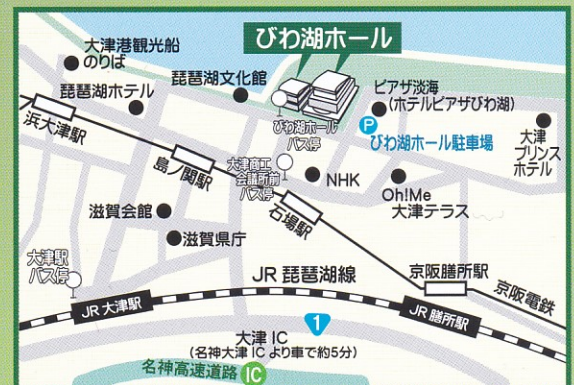 びわ湖ホール
大津港観光船
のりば
琵琶湖文化館
琵琶湖ホテル
ピアザ淡海
(ホテルピアザびわ湖)
浜大津駅
びわ湖ホール
バス停
P
びわ湖ホール駐車場
大津
プリンス
ホテル
島ノ関駅
大津商工
会議所前
バス停
NHK
Oh!Me
大津テラス
石場駅
滋賀会館
滋賀県庁
大津駅
バス停
JR 琵琶湖線
京阪膳所駅
京阪電鉄
JR 大津駅
JR 膳所駅
1
大津 IC
(名神大津 IC より車で約5分)
名神高速道路 IC